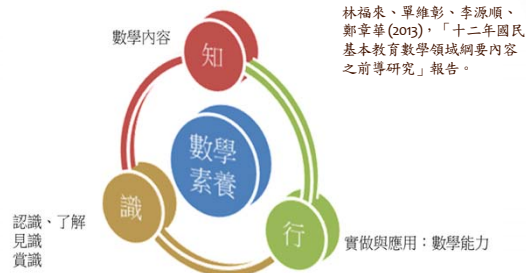 林福來、單維彰、李源順、
鄭章華(2013),「十二年國民
基本教育數學領域綱要內容
之前導研究」報告。
數學內容
知
數學
素養
識
行
認識、了解
見識
賞識
實做與應用：數學能力